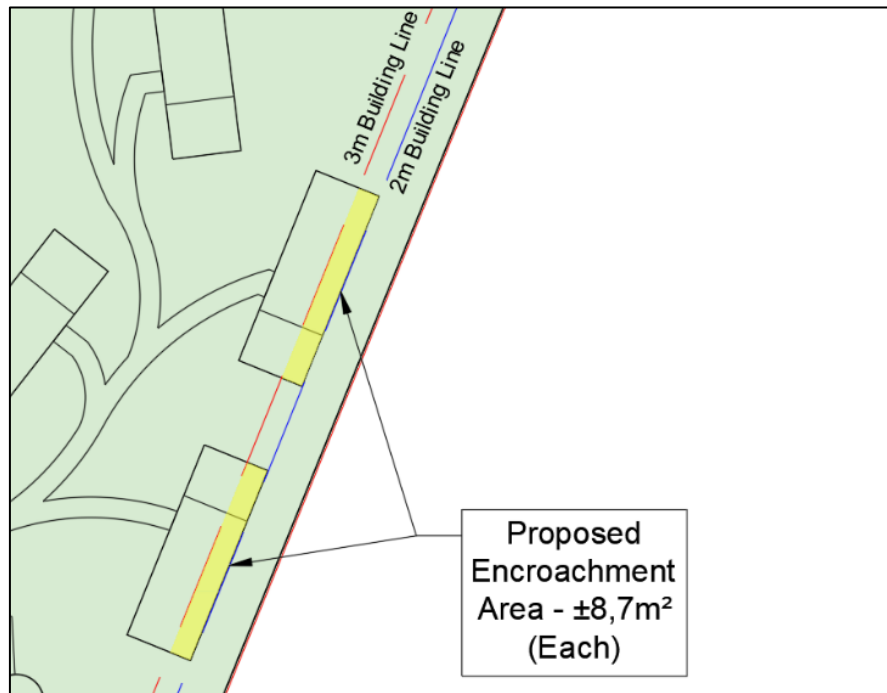 3m Building Line
2m Building Line
Proposed
Encroachment
Area - ±8,7m²
(Each)